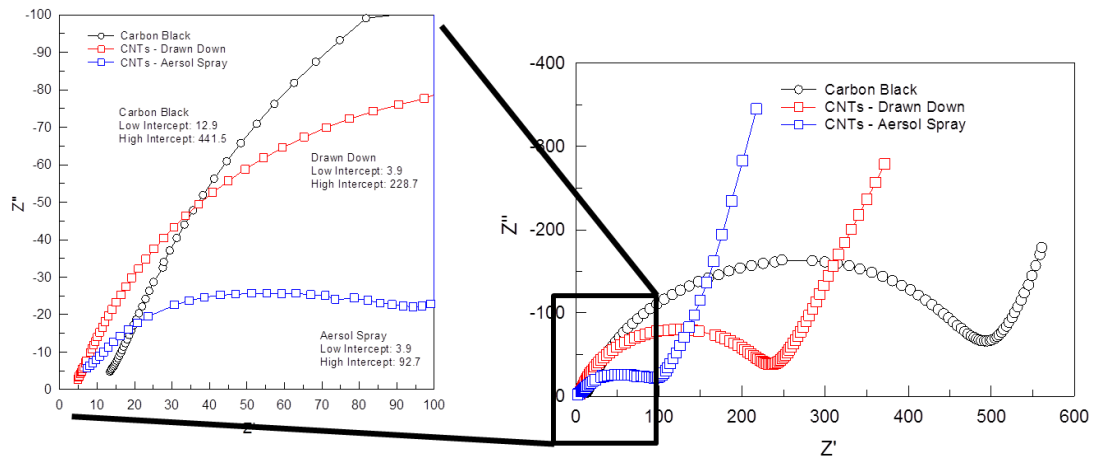 -100
-90
-80
-70
-60
-50
-40
-30
-20
-10
0
Z"
0 10 20 30 40 50 60 70 80 90 100
Z'
Carbon Black
CNTs - Drawn Down
CNTs - Aersol Spray
Carbon Black
Low Intercept: 12.9
High Intercept: 441.5
Drawn Down
Low Intercept: 3.9
High Intercept: 228.7
Aersol Spray
Low Intercept: 3.9
High Intercept: 92.7
-400
-300
-200
-100
0
Z"
0 100 200 300 400 500 600
Z'
Carbon Black
CNTs - Drawn Down
CNTs - Aersol Spray